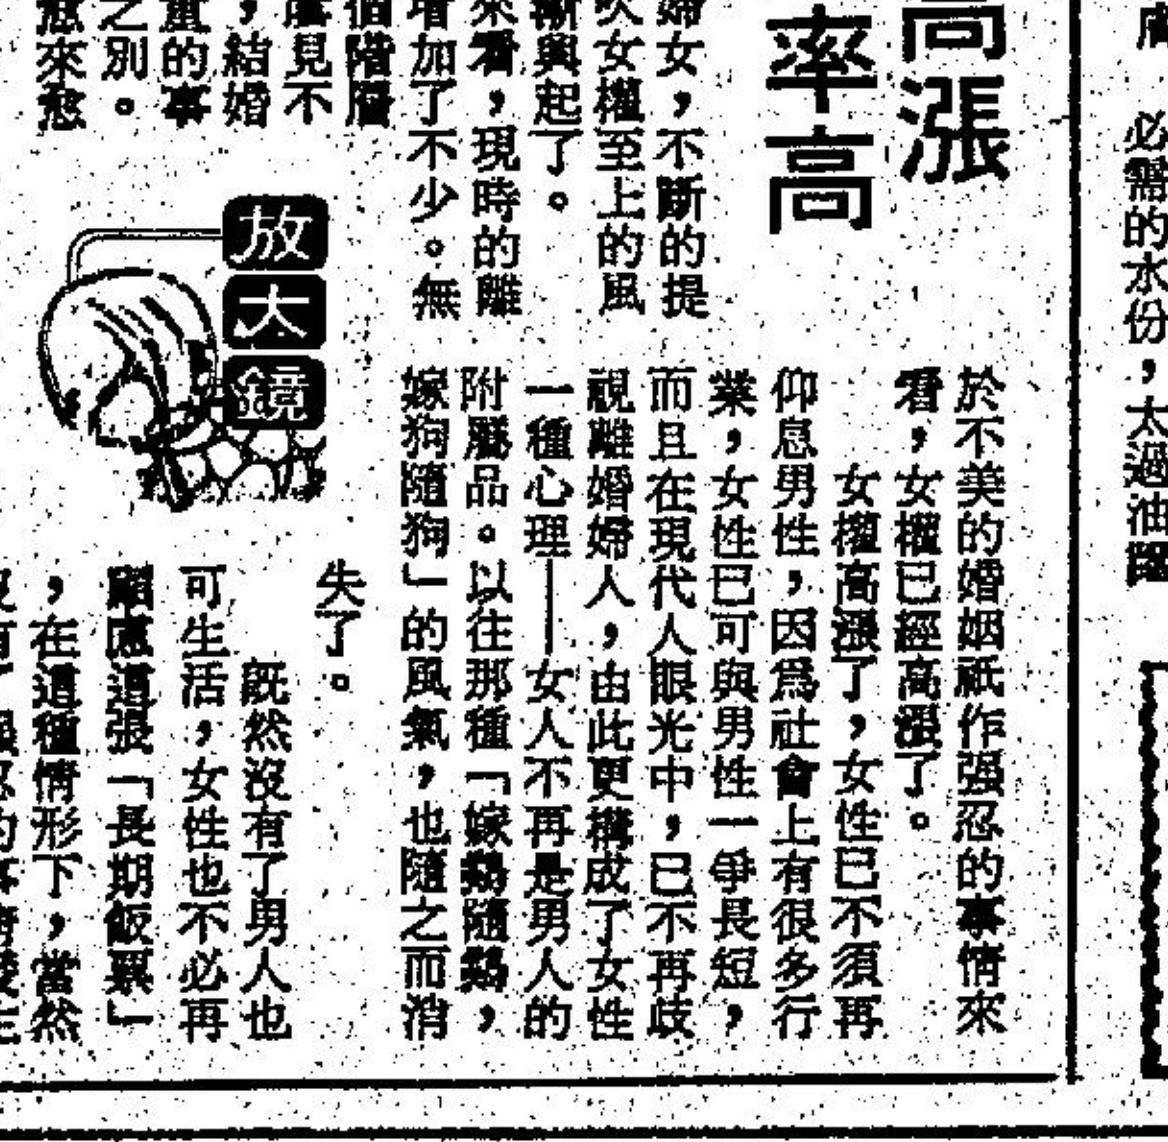 必需的水份，太過油
高漲
率高
婦女，不斷的提
吹女權至上的風
漸興起了。
來看，現時的離
增加了不少。無
個階層
見不
，結婚
重的事
之別。
愈來愈
放大鏡
於不美的婚姻祇作强忍的事情來
看，女權已經高漲了。
女權高漲了，女性已不須再
仰息男性，因爲社會上有很多行
業，女性已可與男性一爭長短，
而且在現代人眼光中，已不再歧
視離婚婦人，由此更構成了女性
一種心理——女人不再是男人的
附屬品。以往那種「嫁鷄隨鷄，
嫁狗隨狗」的風氣，也隨之而消
失了。
既然沒有了男人也
可生活，女性也不必再
顧慮這張「長期飯票」
，在這種情形下，當然